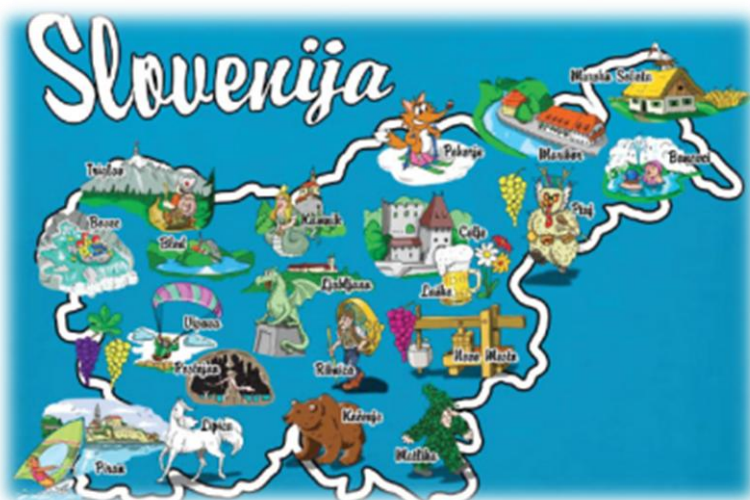 Slovenija
Murska Sobota
Pohorje
Maribor
Banovci
Triglav
Ptuj
Bovec
Kamnik
Bled
Celje
Ljubljana
Laško
Vipava
Novo Mesto
Postojna
Ribnica
Lipica
Kočevje
Metlika
Piran